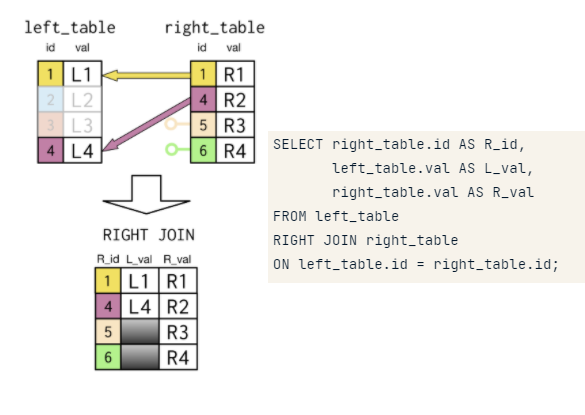 left_table right_table
id val id val
1 L1 1 R1
2 L2 4 R2
3 L3 5 R3
4 L4 6 R4
RIGHT JOIN
R_id L_val R_val
1 L1 R1
4 L4 R2
5 R3
6 R4
SELECT right_table.id AS R_id,
left_table.val AS L_val,
right_table.val AS R_val
FROM left_table
RIGHT JOIN right_table
ON left_table.id = right_table.id;